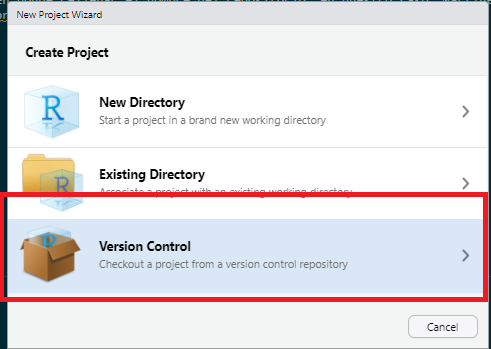 New Project Wizard
Create Project
New Directory
Start a project in a brand new working directory
Existing Directory
Associate a project with an existing working directory
Version Control
Checkout a project from a version control repository
Cancel